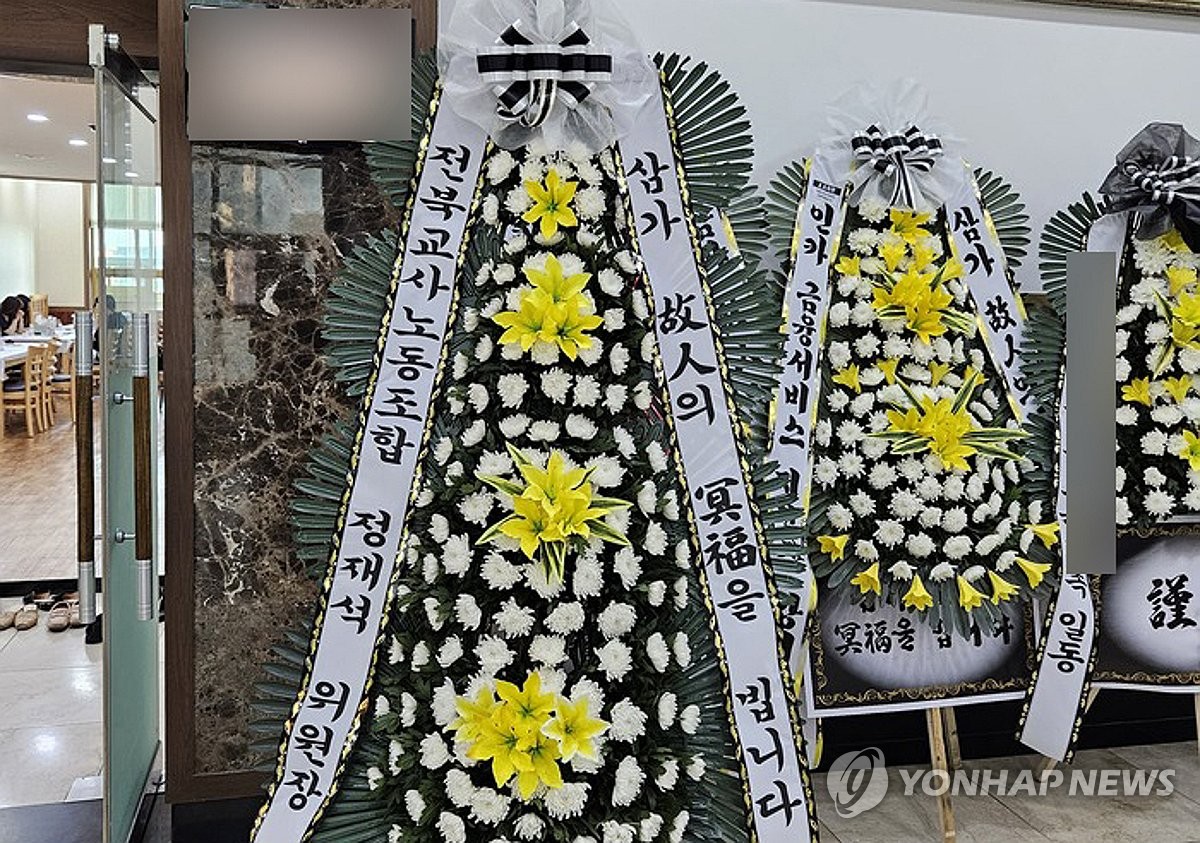 전북교사노동조합 정재석 위원장
삼가 故人의 冥福을 빕니다
인카 금융서비스
삼가 故人의
冥福을 빕니다
일동
謹
YONHAP NEWS